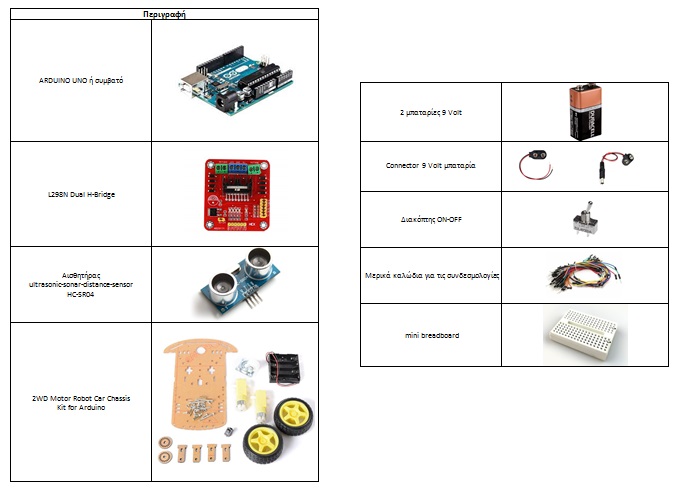 Περιγραφή
ARDUINO UNO ή συμβατό
L298N Dual H-Bridge
Αισθητήρας
ultrasonic-sonar-distance-sensor
HC-SR04
2WD Motor Robot Car Chassis
Kit for Arduino
2 μπαταρίες 9 Volt
DURACELL
Connector 9 Volt μπαταρία
Διακόπτης ON-OFF
Μερικά καλώδια για τις συνδεσμολογίες
mini breadboard